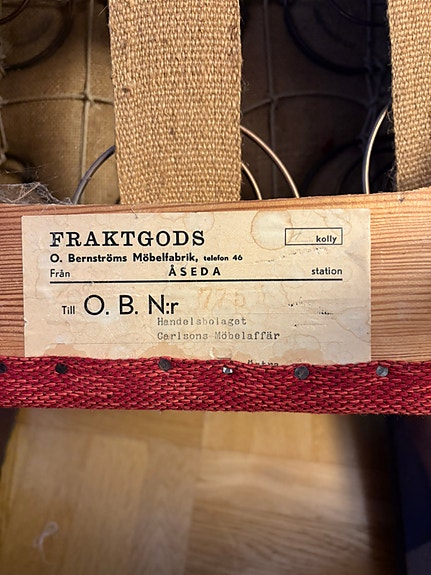 FRAKTGODS
kolly
O. Bernströms Möbelfabrik, telefon 46
Från ÅSEDA station
Till O. B. N:r
Handelsbolaget
Carlsons Möbelaffär